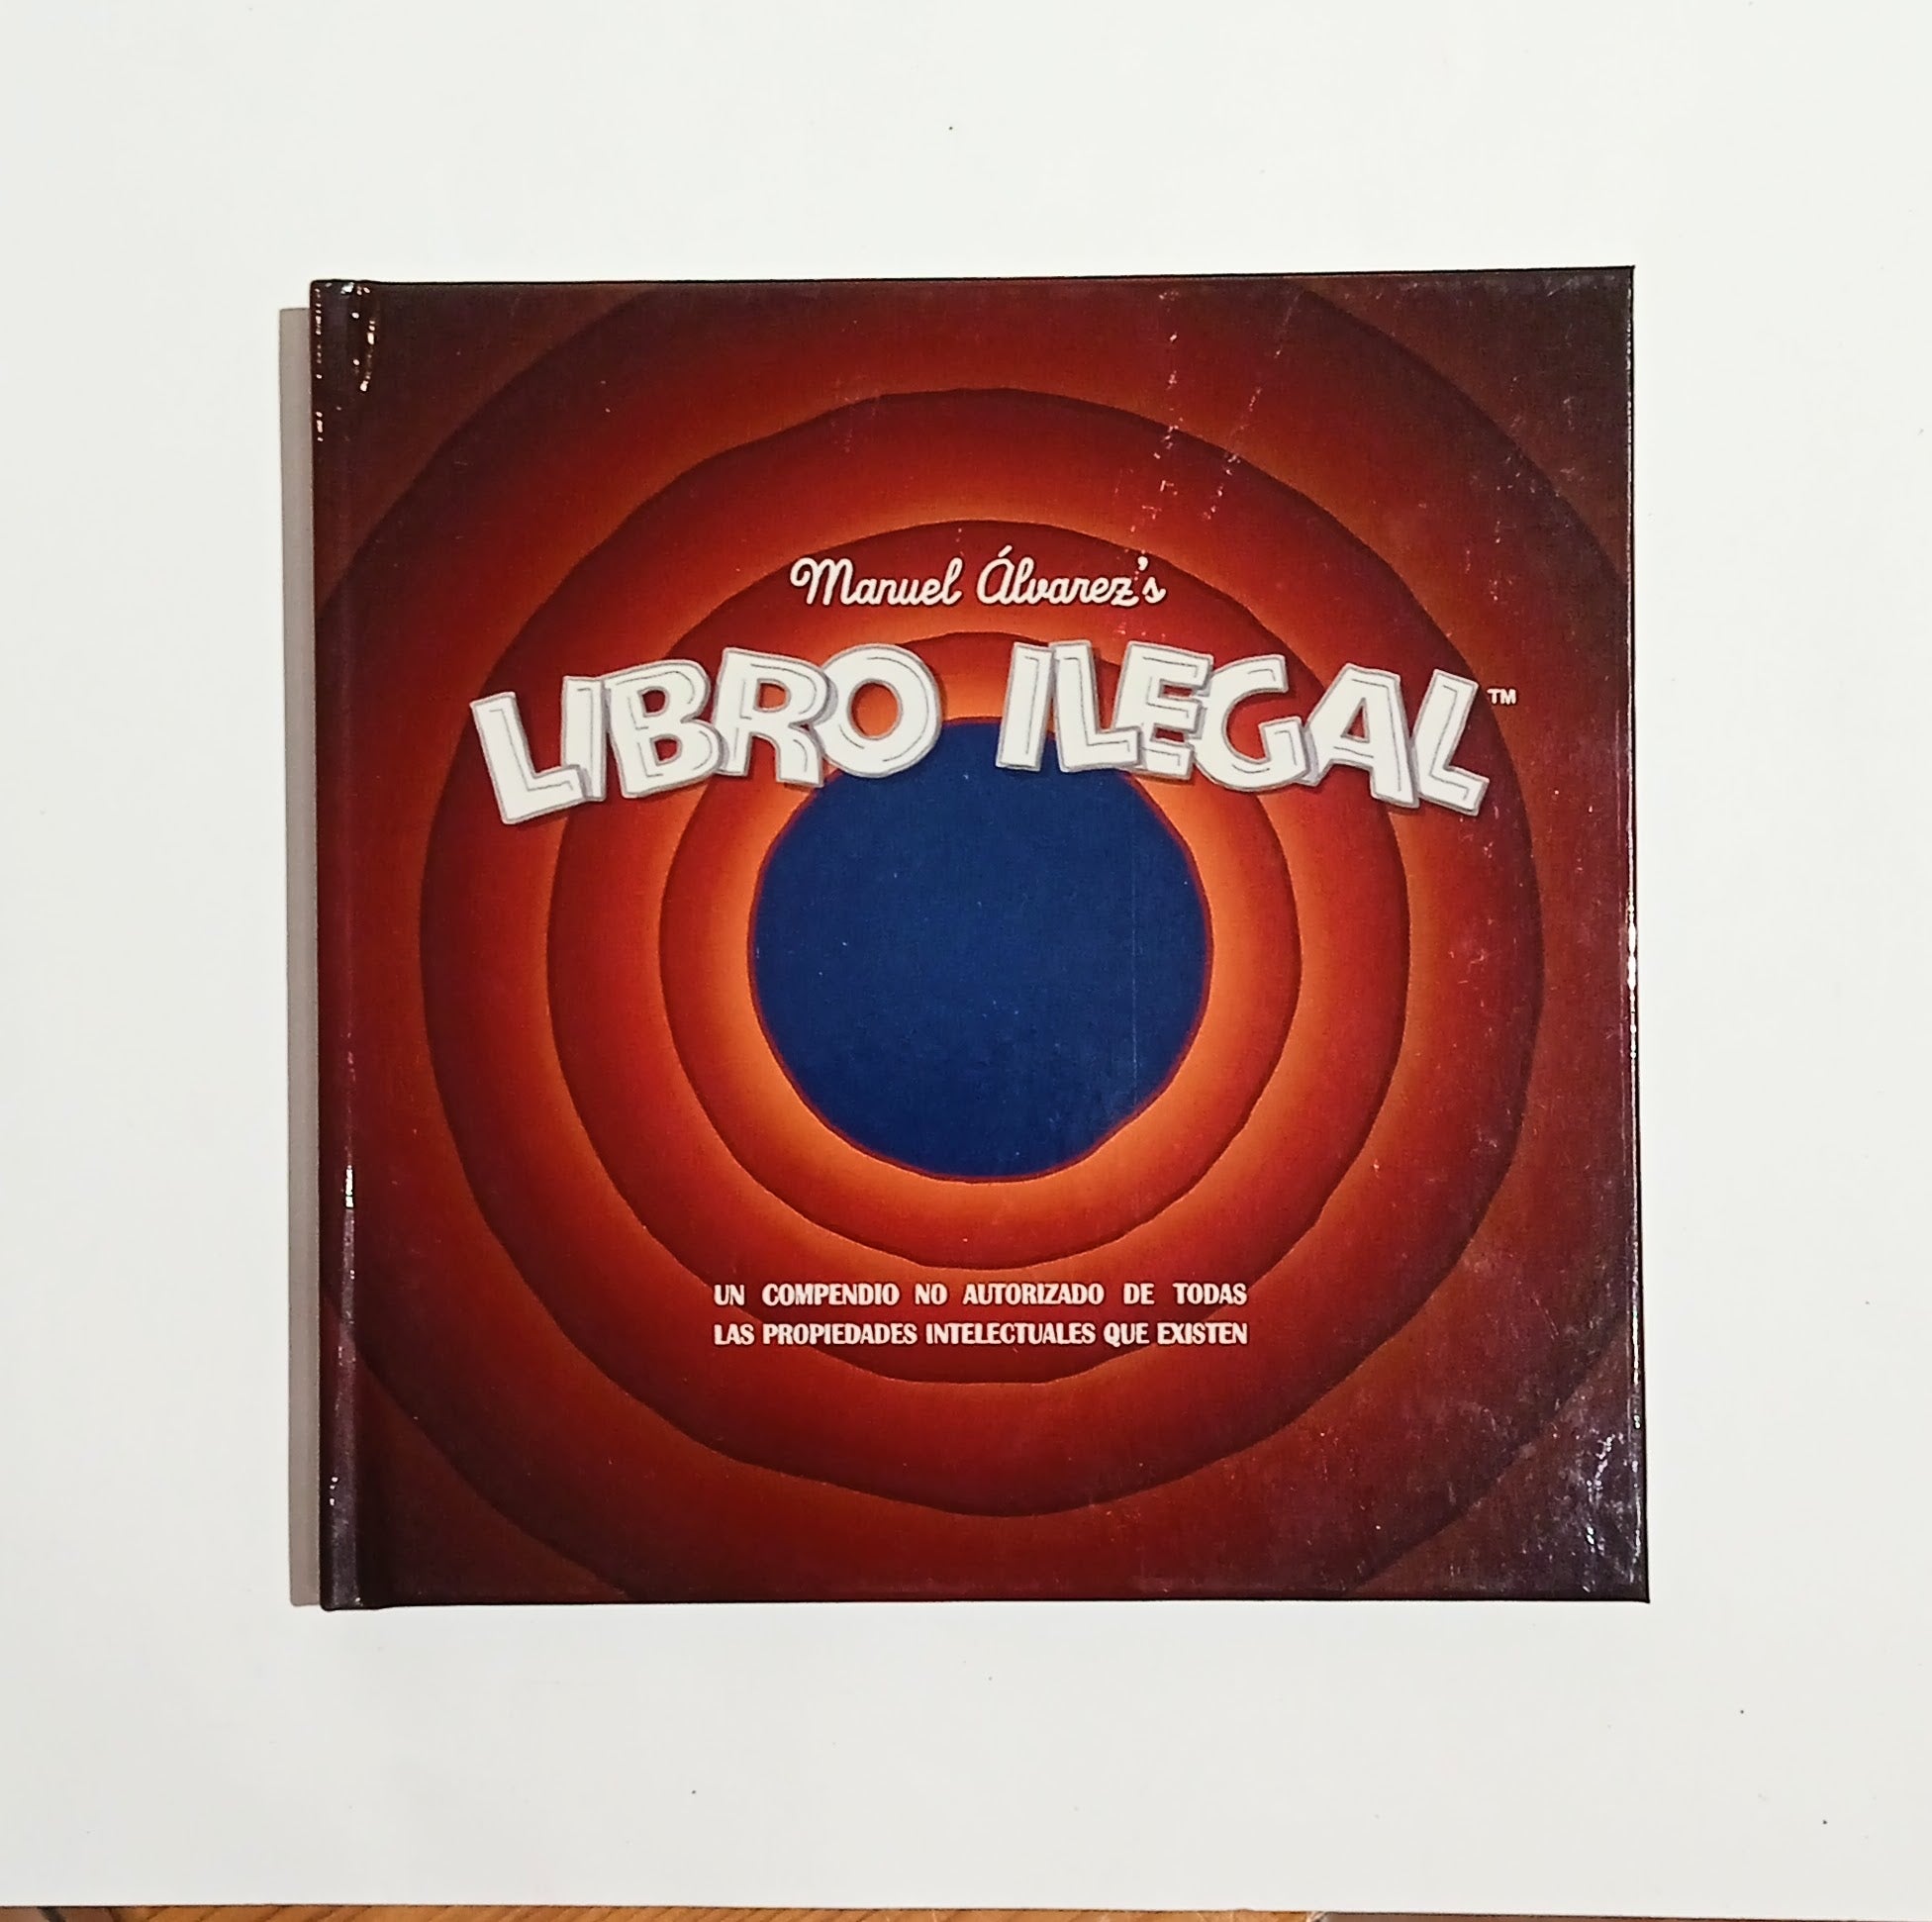 Manuel Álvarez's
LIBRO ILEGAL™
UN COMPENDIO NO AUTORIZADO DE TODAS
LAS PROPIEDADES INTELECTUALES QUE EXISTEN